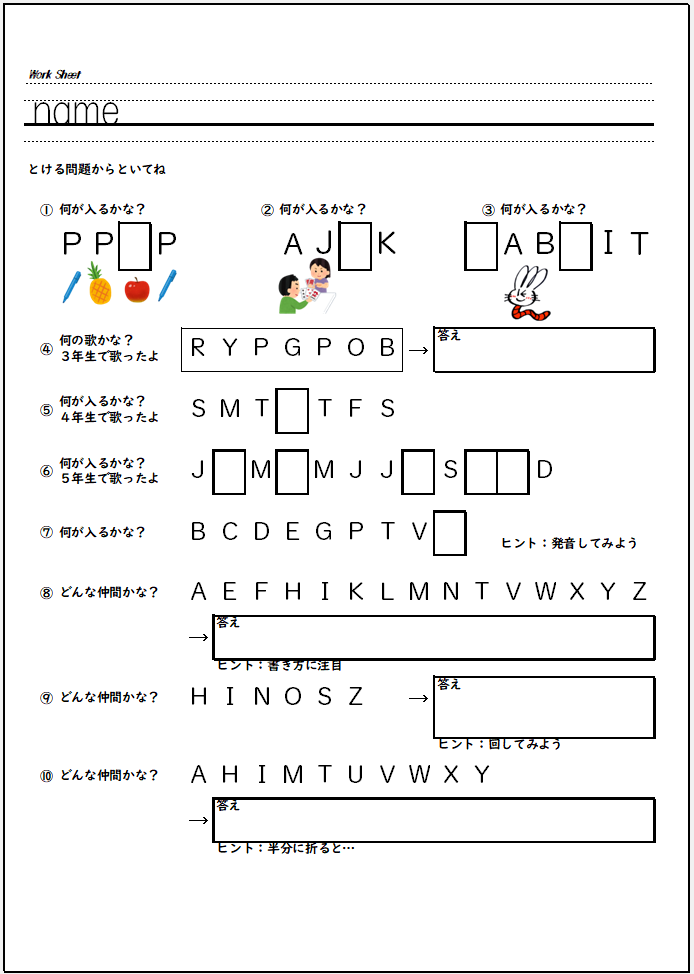 Work Sheet
name
とける問題からといてね
① 何が入るかな？ ② 何が入るかな？ ③ 何が入るかな？
P P P A J K A B I T
④ 何の歌かな？
３年生で歌ったよ
R Y P G P O B → 答え
⑤ 何が入るかな？
４年生で歌ったよ
S M T T F S
⑥ 何が入るかな？
５年生で歌ったよ
J M M J J S D
⑦ 何が入るかな？ B C D E G P T V
ヒント：発音してみよう
⑧ どんな仲間かな？ A E F H I K L M N T V W X Y Z
→ 答え
ヒント：書き方に注目
⑨ どんな仲間かな？ H I N O S Z → 答え
ヒント：回してみよう
⑩ どんな仲間かな？ A H I M T U V W X Y
→ 答え
ヒント：半分に折ると…